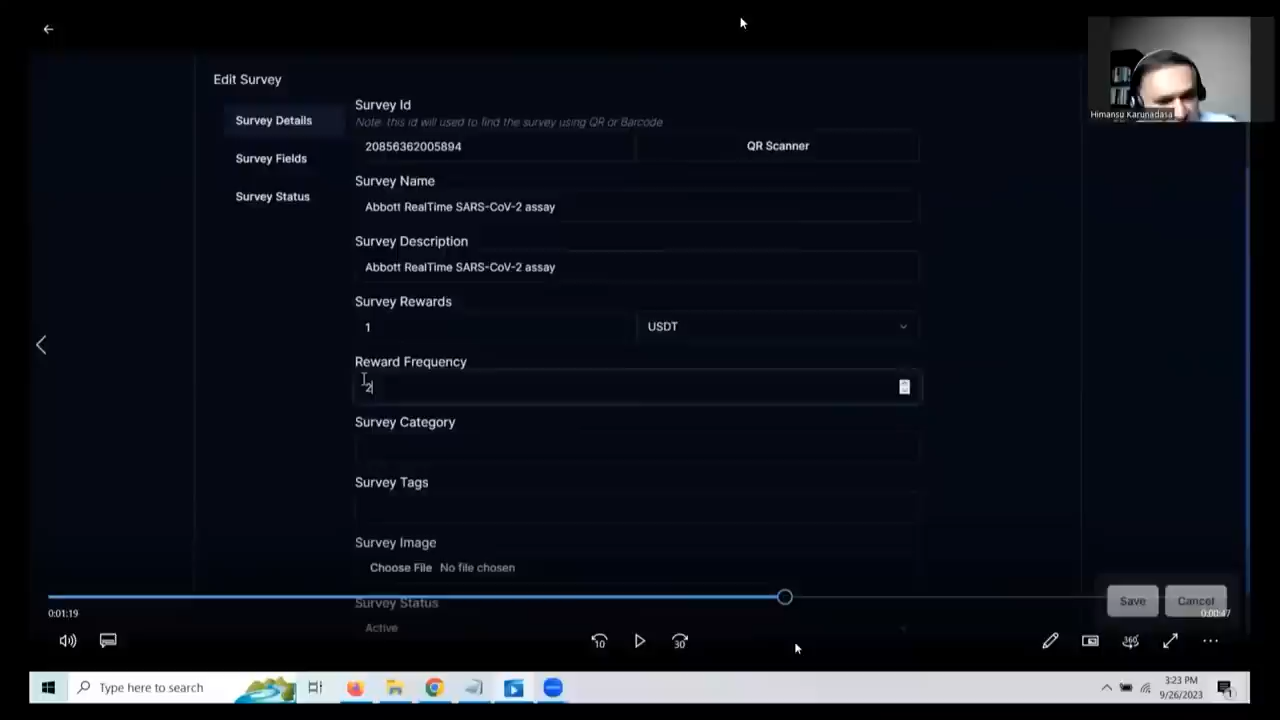 Edit Survey
Survey Details
Survey Fields
Survey Status
Survey Id
Note: this id will used to find the survey using QR or Barcode
20856362005894
QR Scanner
Survey Name
Abbott RealTime SARS-CoV-2 assay
Survey Description
Abbott RealTime SARS-CoV-2 assay
Survey Rewards
1
USDT
Reward Frequency
2
Survey Category
Survey Tags
Survey Image
Choose File No file chosen
Survey Status
Active
Save
Cancel
0:01:19
0:00:47
10
30
360
Himansu Karunadasa
Type here to search
3:23 PM
9/26/2023
1